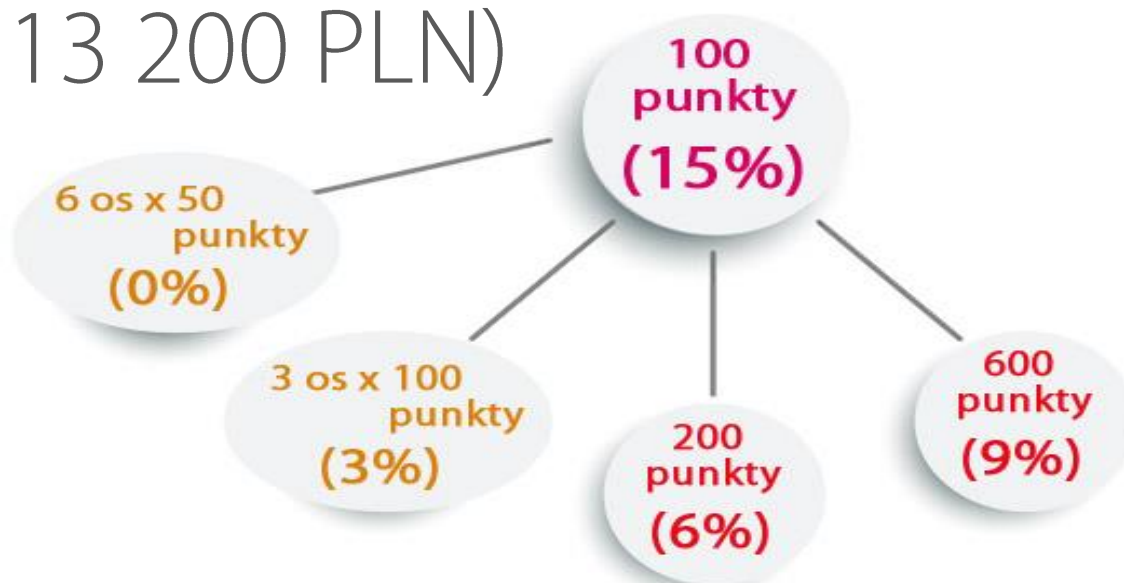 13 200 PLN)
100
punkty
(15%)
6 os x 50
punkty
(0%)
3 os x 100
punkty
(3%)
200
punkty
(6%)
600
punkty
(9%)